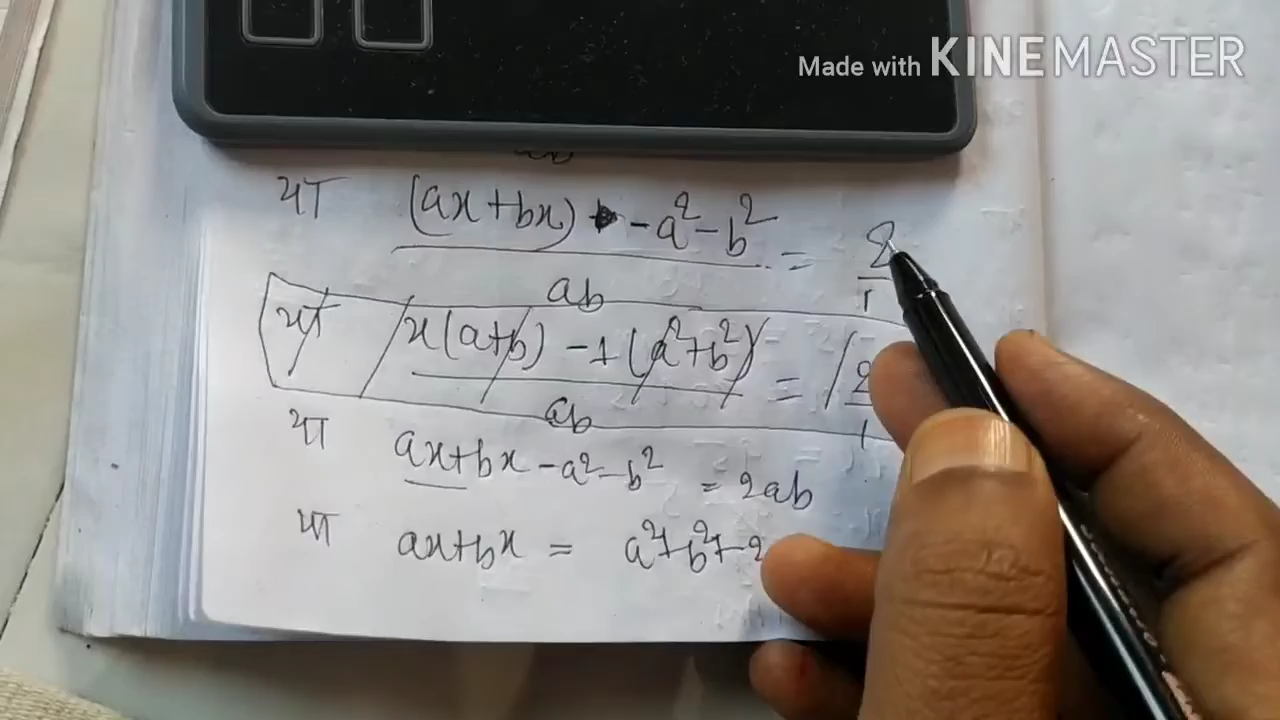 Made with KINEMASTER
या (ax+bx) -a²-b² / ab = 2/1
या x(a+b) -1(a²+b²) / ab = 2/1
या ax+bx -a²-b² = 2ab
या ax+bx = a²+b²+2